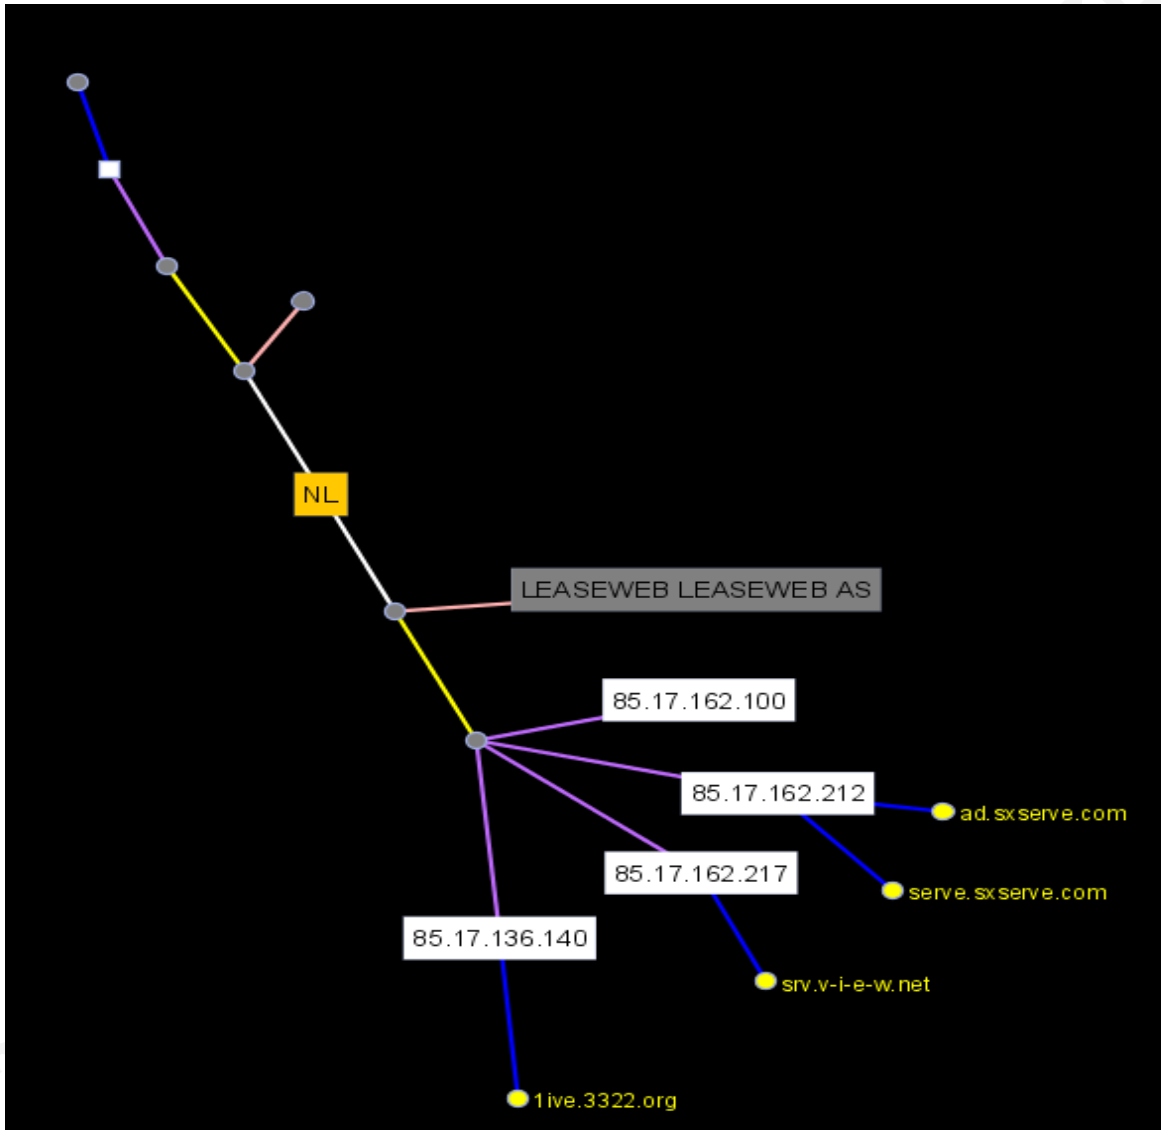 NL
LEASEWEB LEASEWEB AS
85.17.162.100
85.17.162.212
ad.sxserve.com
85.17.162.217
serve.sxserve.com
85.17.136.140
srv.v-i-e-w.net
1ive.3322.org